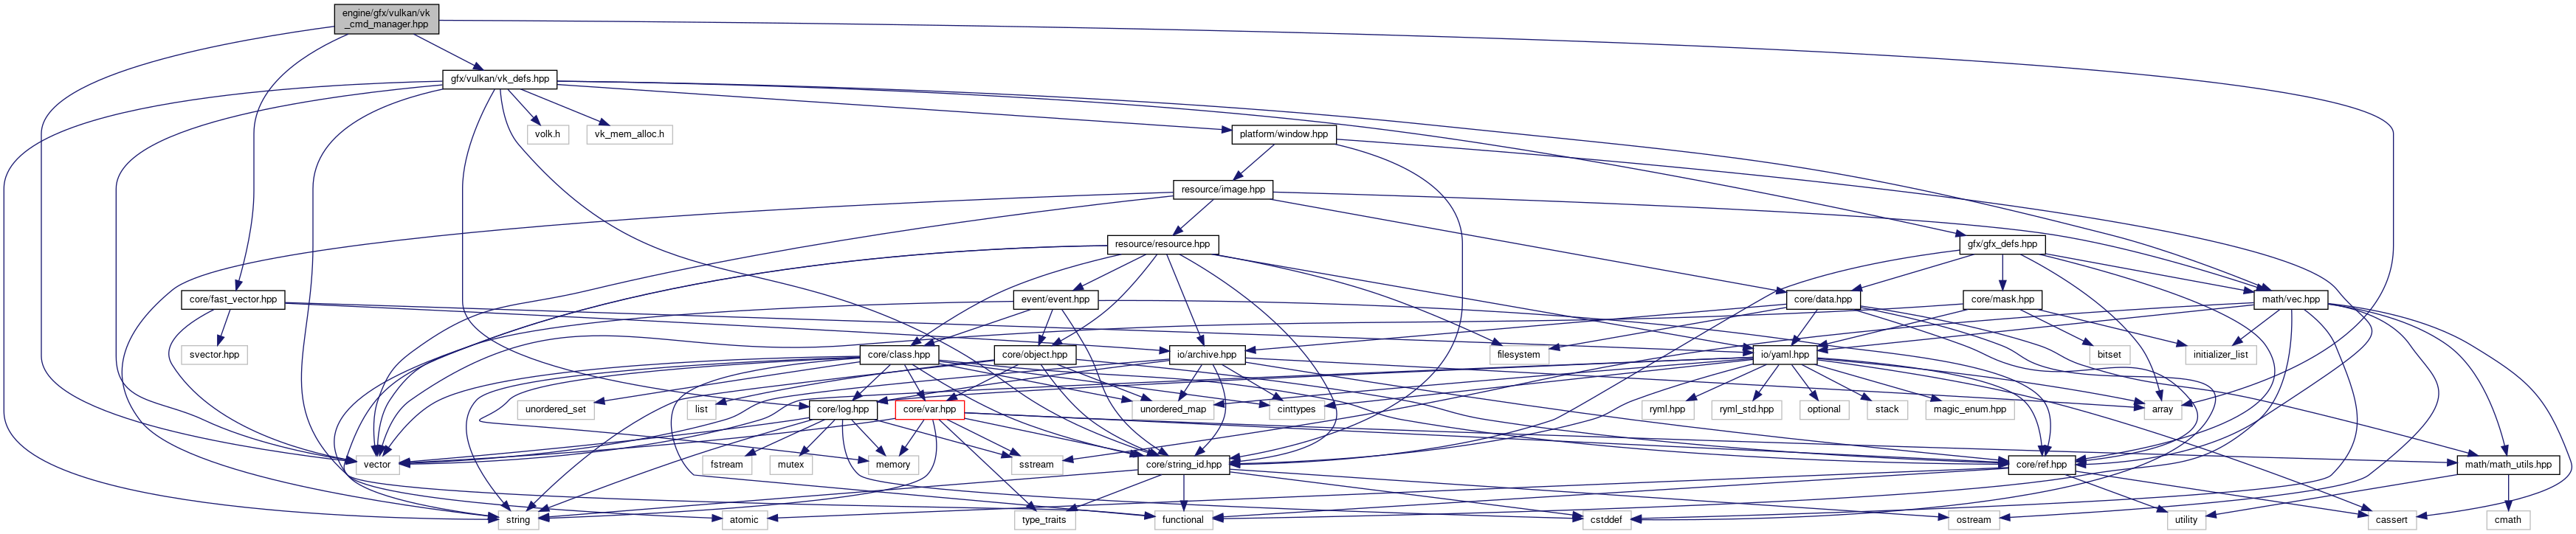 engine/gfx/vulkan/vk
_cmd_manager.hpp
gfx/vulkan/vk_defs.hpp
volk.h
vk_mem_alloc.h
platform/window.hpp
resource/image.hpp
resource/resource.hpp
gfx/gfx_defs.hpp
core/fast_vector.hpp
event/event.hpp
core/data.hpp
core/mask.hpp
math/vec.hpp
svector.hpp
core/class.hpp
core/object.hpp
io/archive.hpp
filesystem
io/yaml.hpp
bitset
initializer_list
unordered_set
list
core/log.hpp
core/var.hpp
unordered_map
cinttypes
ryml.hpp
ryml_std.hpp
optional
stack
magic_enum.hpp
array
vector
fstream
mutex
memory
sstream
core/string_id.hpp
core/ref.hpp
math/math_utils.hpp
string
atomic
type_traits
functional
cstddef
ostream
utility
cassert
cmath